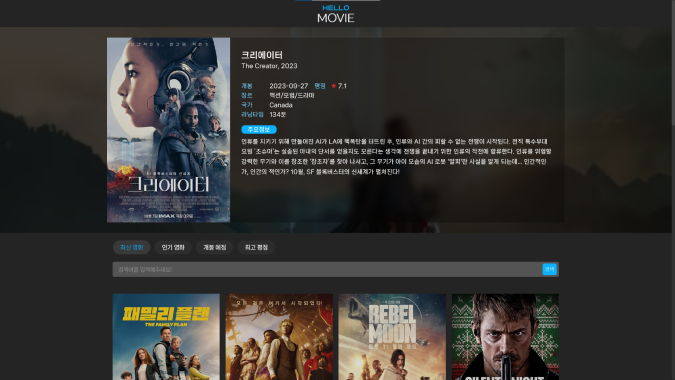 HELLO
MOVIE
크리에이터
The Creator, 2023
개봉 2023-09-27 평점 7.1
장르 액션/모험/드라마
국가 Canada
러닝타임 134분
주요정보
인류를 지키기 위해 만들어진 AI가 LA에 핵폭탄을 터트린 후, 인류와 AI 간의 피할 수 없는 전쟁이 시작된다. 전직 특수부대
요원 '조슈아'는 실종된 아내의 단서를 얻을지도 모른다는 생각에 전쟁을 끝내기 위한 인류의 작전에 합류한다. 인류를 위협할
강력한 무기와 이를 창조한 '창조자'를 찾아 나서고, 그 무기가 아이 모습의 AI 로봇 '알피'란 사실을 알게 되는데... 인간적인
가, 인간의 적인가? 10월, SF 블록버스터의 신세계가 펼쳐진다!
크리에이터
IMAX
최신 영화 인기 영화 개봉 예정 최고 평점
검색어를 입력해주세요!
검색
패밀리 플랜
THE FAMILY PLAN
REBEL
MOON
SILENT NIGHT